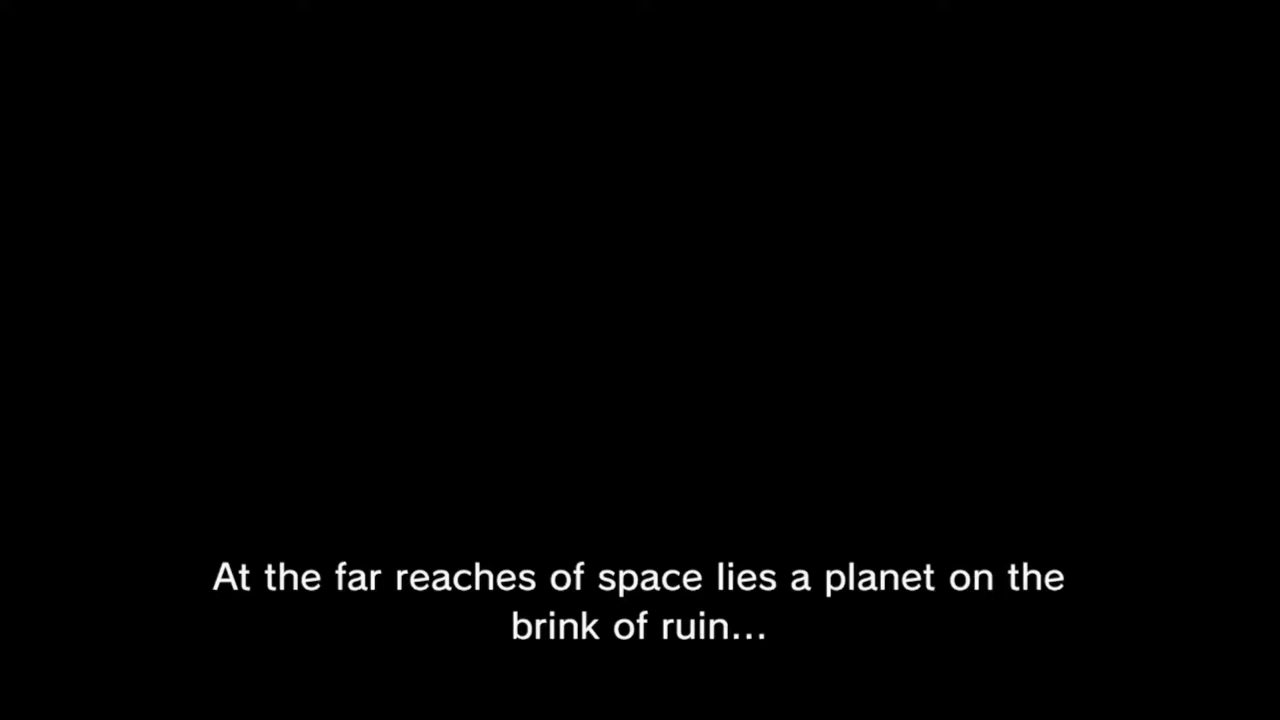 At the far reaches of space lies a planet on the
brink of ruin...